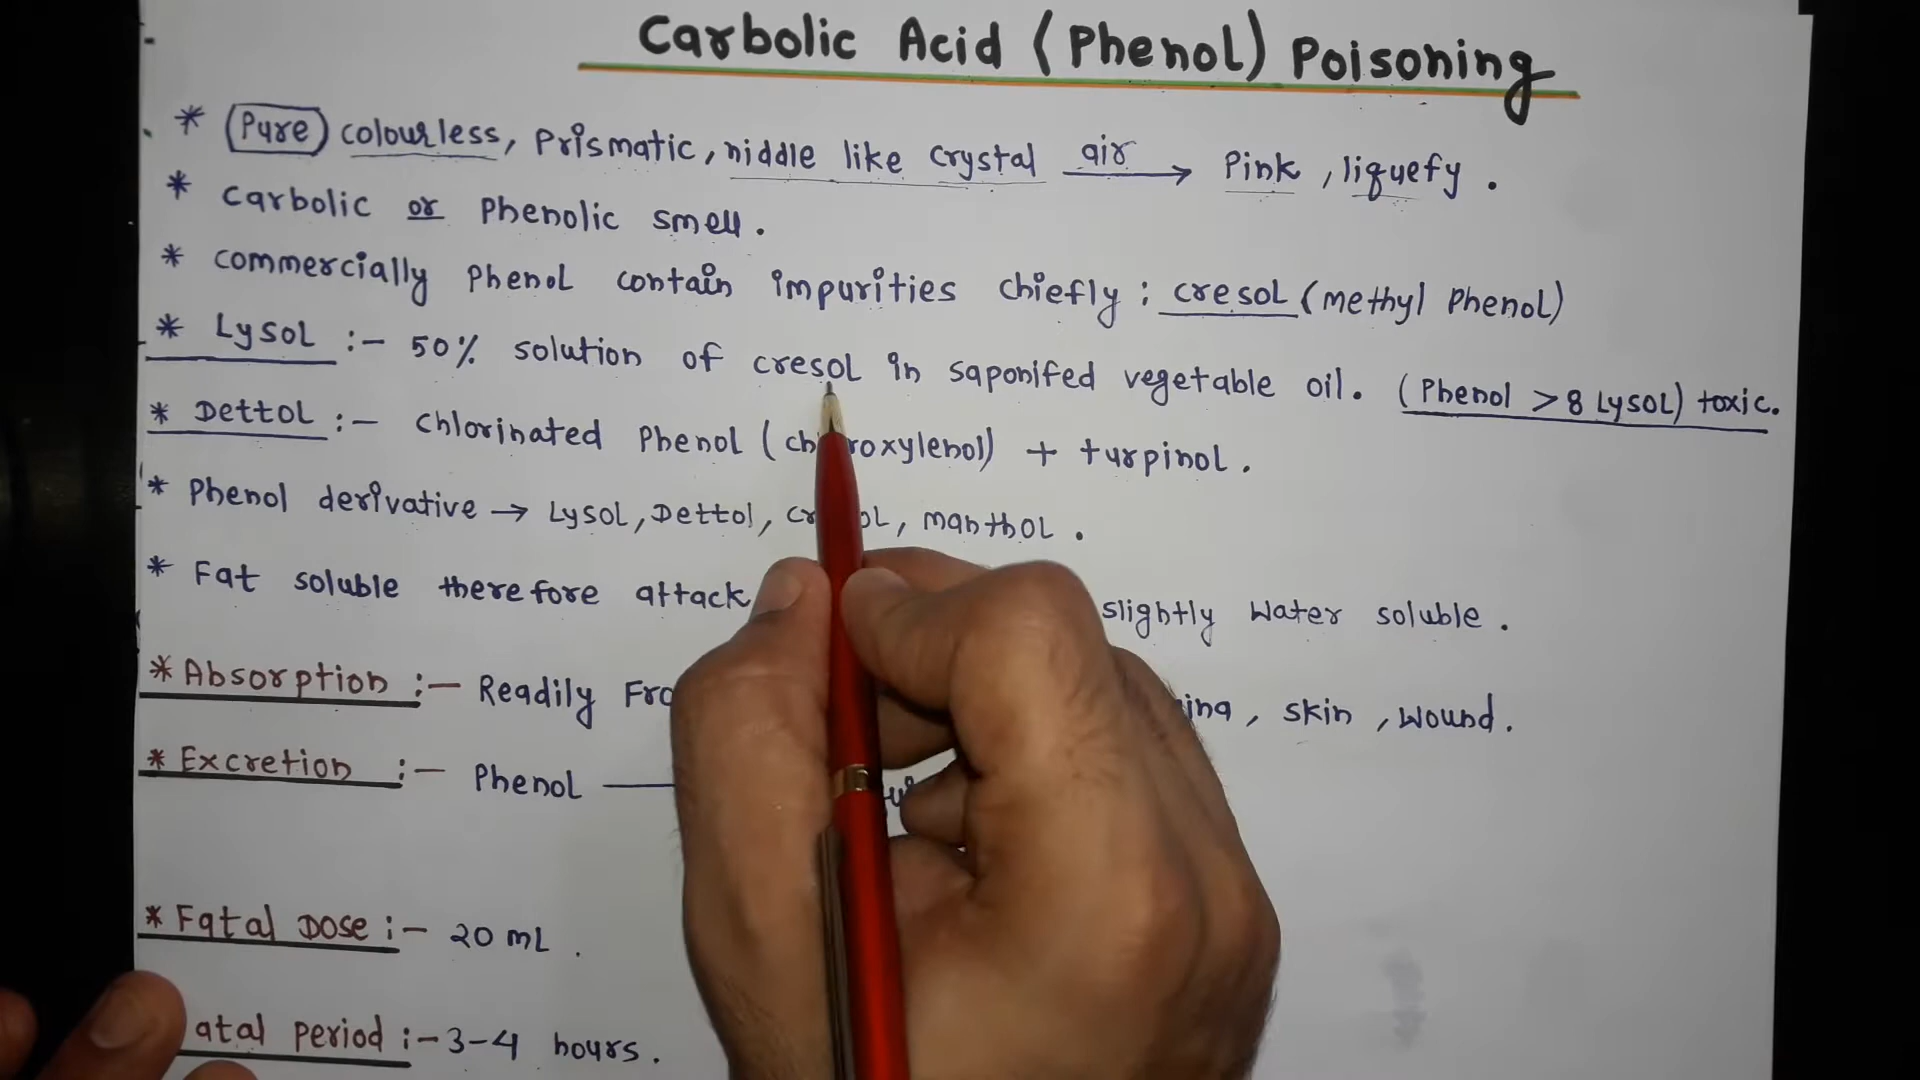 Carbolic Acid (Phenol) Poisoning
* Pure colourless, Prismatic, niddle like crystal air → Pink, liquefy.
* Carbolic or Phenolic smell.
* commercially Phenol contain impurities chiefly : cresol (methyl Phenol)
* Lysol :- 50% solution of cresol in saponifed vegetable oil. (Phenol > 8 Lysol) toxic.
* Dettol :- Chlorinated Phenol ( + turpinol.
* Phenol derivative → Lysol, Dettol, manthol.
* Fat soluble therefore attack slightly water soluble.
* Absorption :- Readily skin, wound.
* Excretion :- Phenol
* Fatal Dose :- 20 mL.
period :- 3-4 hours.